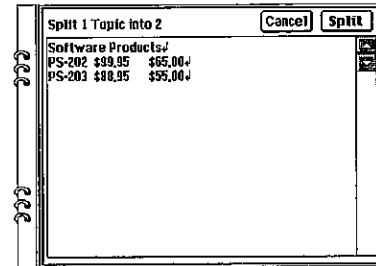 Split 1 Topic into 2
Cancel
Split
Software Products↲
PS-202 $99.95 $65.00↲
PS-203 $88.95 $55.00↲